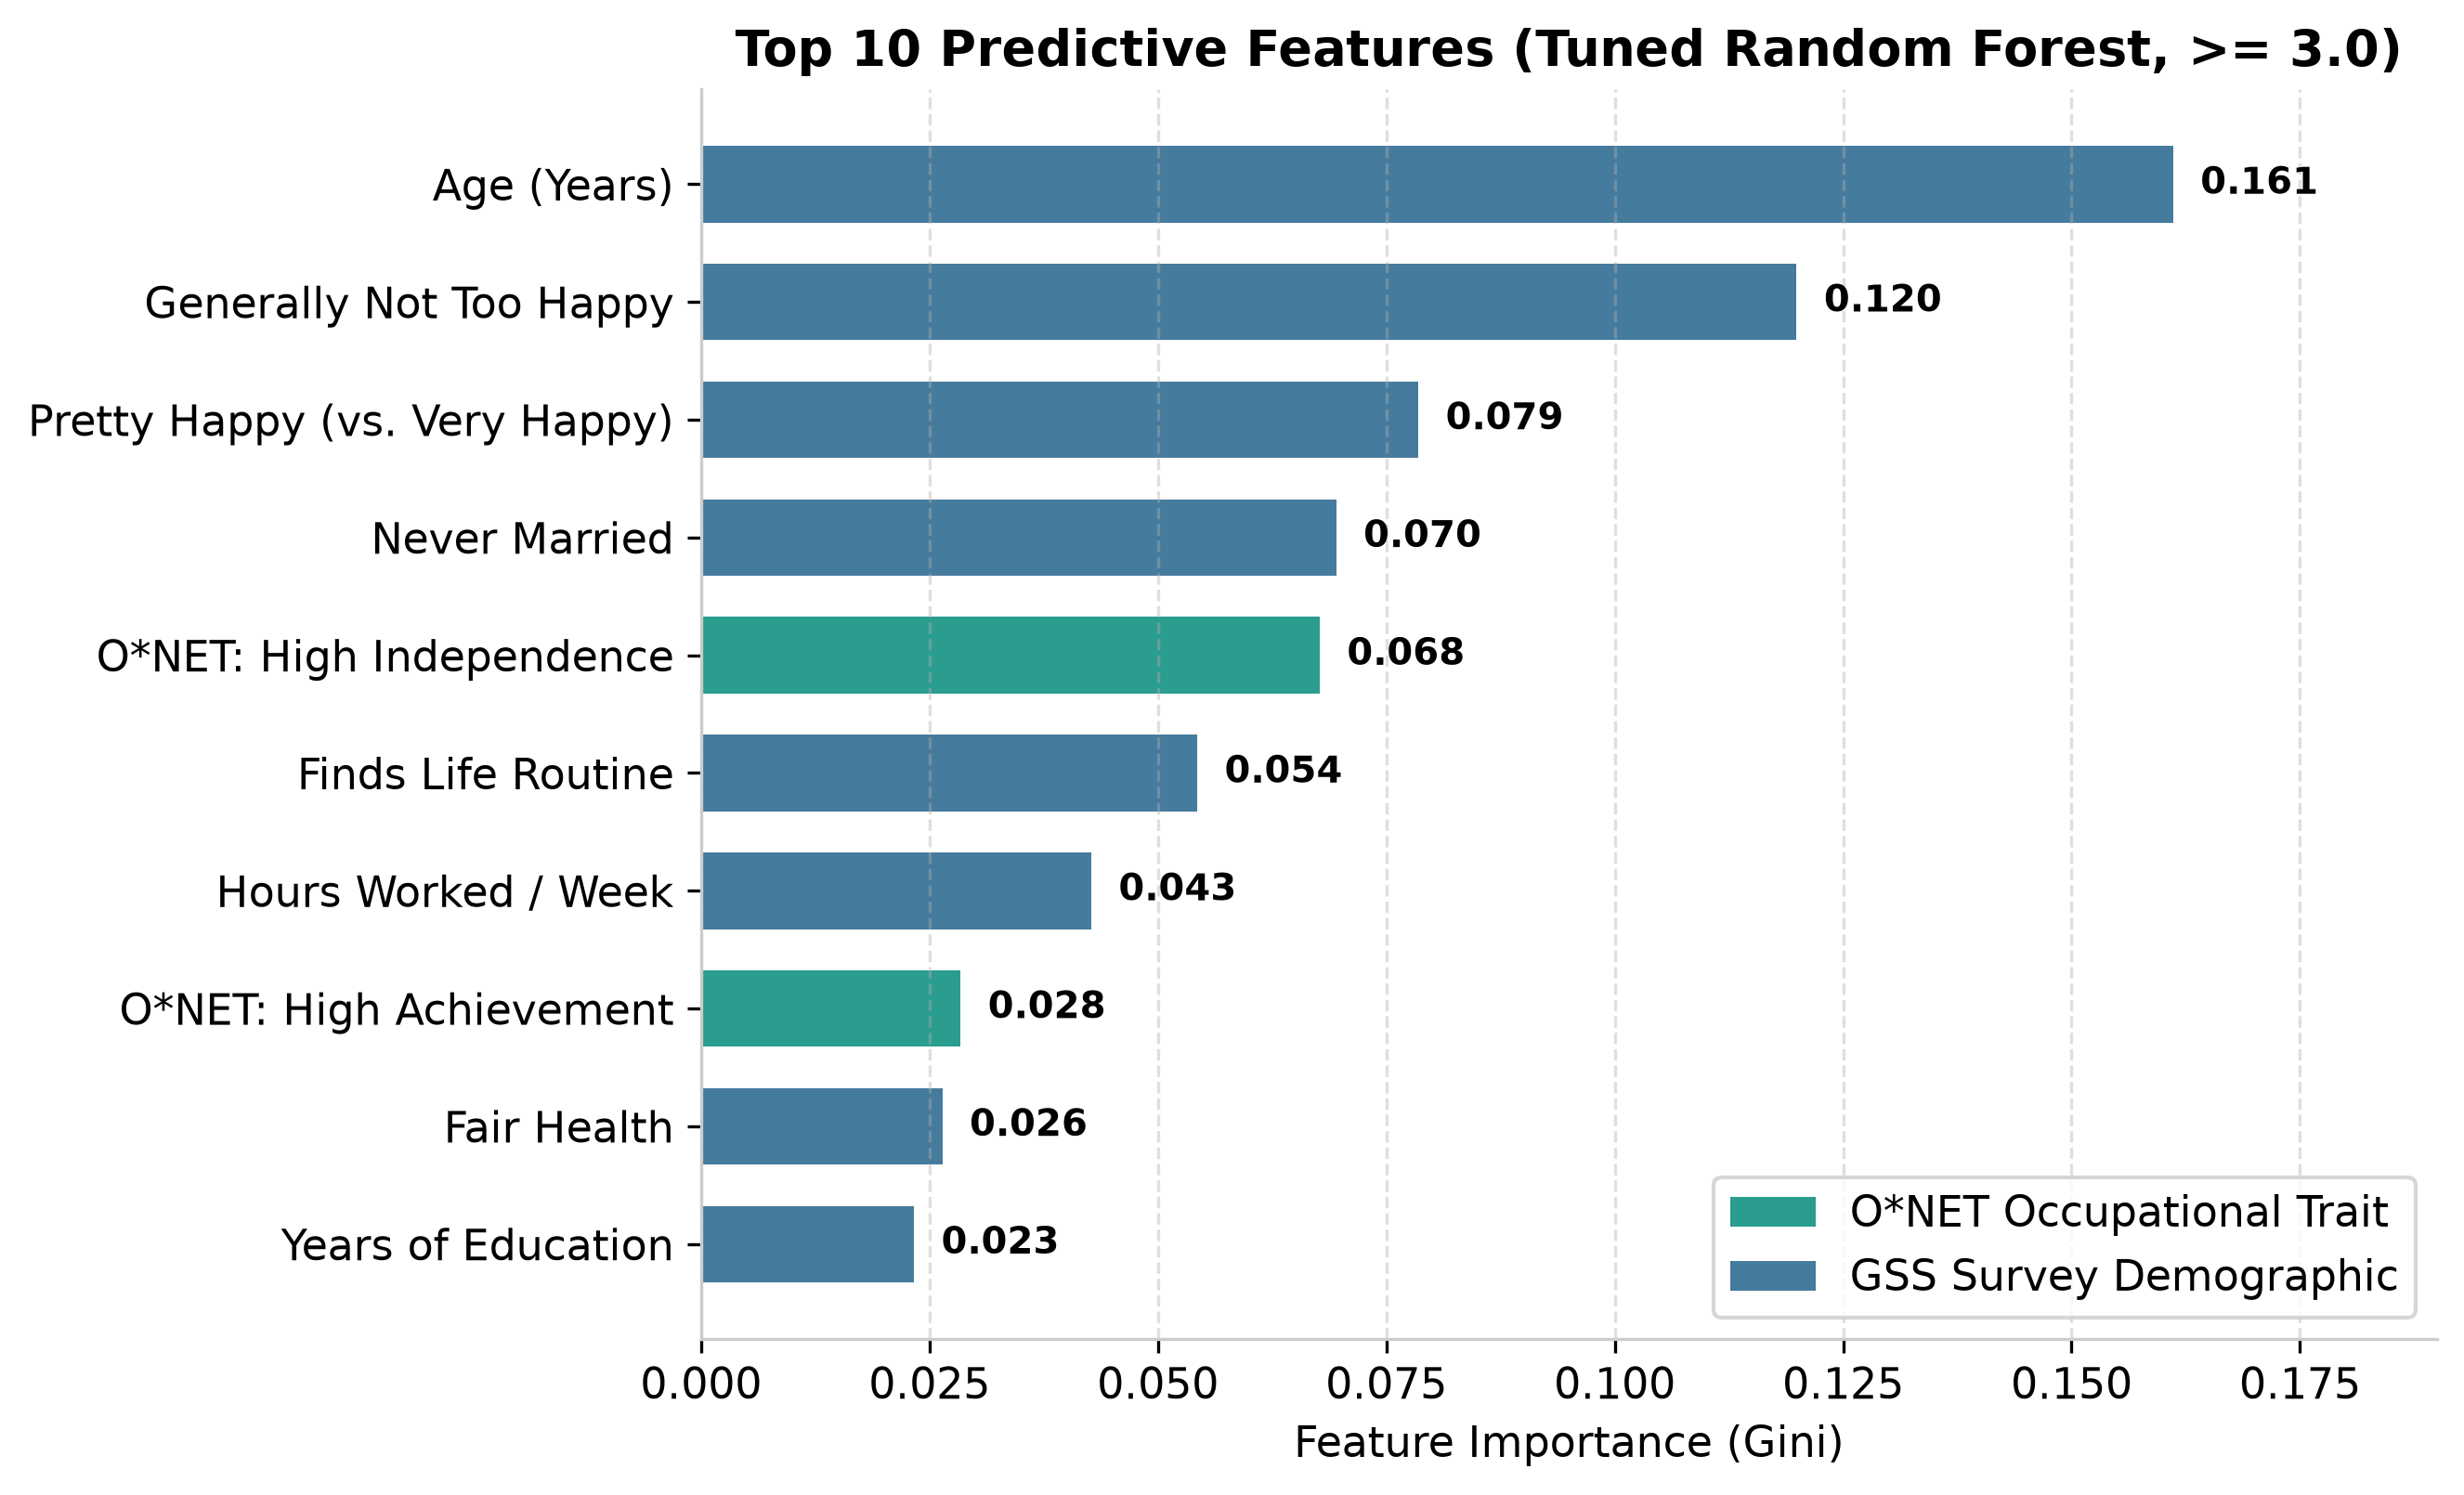 Top 10 Predictive Features (Tuned Random Forest, >= 3.0)
Age (Years) 0.161
Generally Not Too Happy 0.120
Pretty Happy (vs. Very Happy) 0.079
Never Married 0.070
O*NET: High Independence 0.068
Finds Life Routine 0.054
Hours Worked / Week 0.043
O*NET: High Achievement 0.028
Fair Health 0.026
Years of Education 0.023
O*NET Occupational Trait
GSS Survey Demographic
0.000 0.025 0.050 0.075 0.100 0.125 0.150 0.175
Feature Importance (Gini)